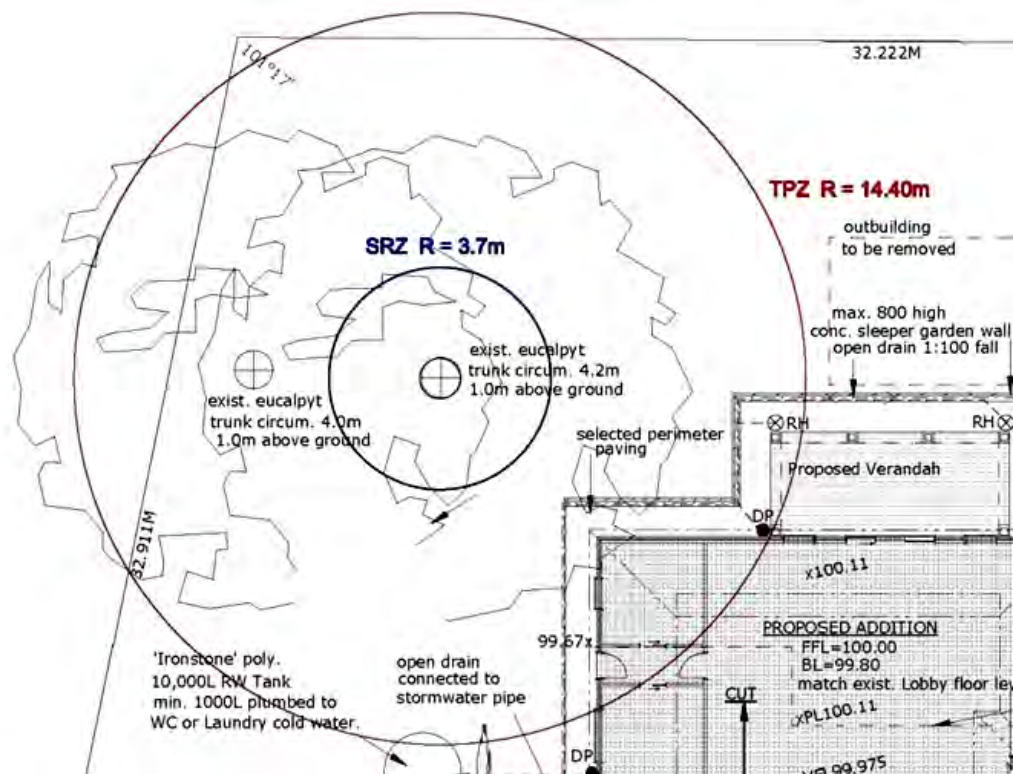 101°17'
32.222M
TPZ R = 14.40m
outbuilding
to be removed
SRZ R = 3.7m
max. 800 high
conc. sleeper garden wall
open drain 1:100 fall
exist. eucalpyt
trunk circum. 4.2m
1.0m above ground
exist. eucalpyt
trunk circum. 4.0m
1.0m above ground
selected perimeter
paving
RH
RH
Proposed Verandah
DP
32.911M
x100.11
PROPOSED ADDITION
FFL=100.00
BL=99.80
match exist. Lobby floor lev
99.67x
'Ironstone' poly.
10,000L RW Tank
min. 1000L plumbed to
WC or Laundry cold water.
open drain
connected to
stormwater pipe
CUT
xPL100.11
DP
99.975